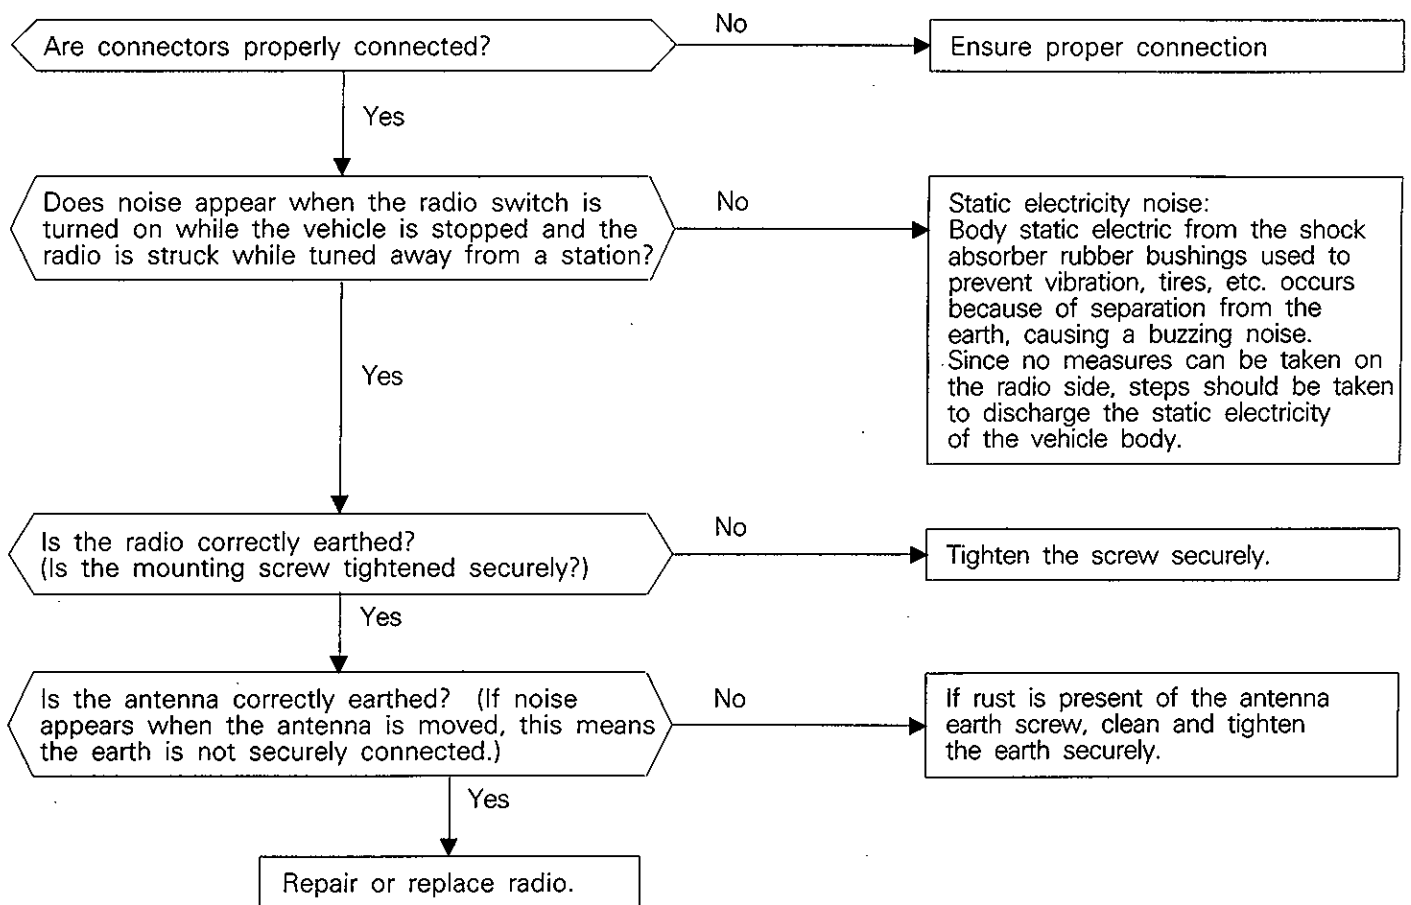 Are connectors properly connected?
No
Ensure proper connection
Yes
Does noise appear when the radio switch is
turned on while the vehicle is stopped and the
radio is struck while tuned away from a station?
No
Static electricity noise:
Body static electric from the shock
absorber rubber bushings used to
prevent vibration, tires, etc. occurs
because of separation from the
earth, causing a buzzing noise.
Since no measures can be taken on
the radio side, steps should be taken
to discharge the static electricity
of the vehicle body.
Yes
Is the radio correctly earthed?
(Is the mounting screw tightened securely?)
No
Tighten the screw securely.
Yes
Is the antenna correctly earthed? (If noise
appears when the antenna is moved, this means
the earth is not securely connected.)
No
If rust is present of the antenna
earth screw, clean and tighten
the earth securely.
Yes
Repair or replace radio.